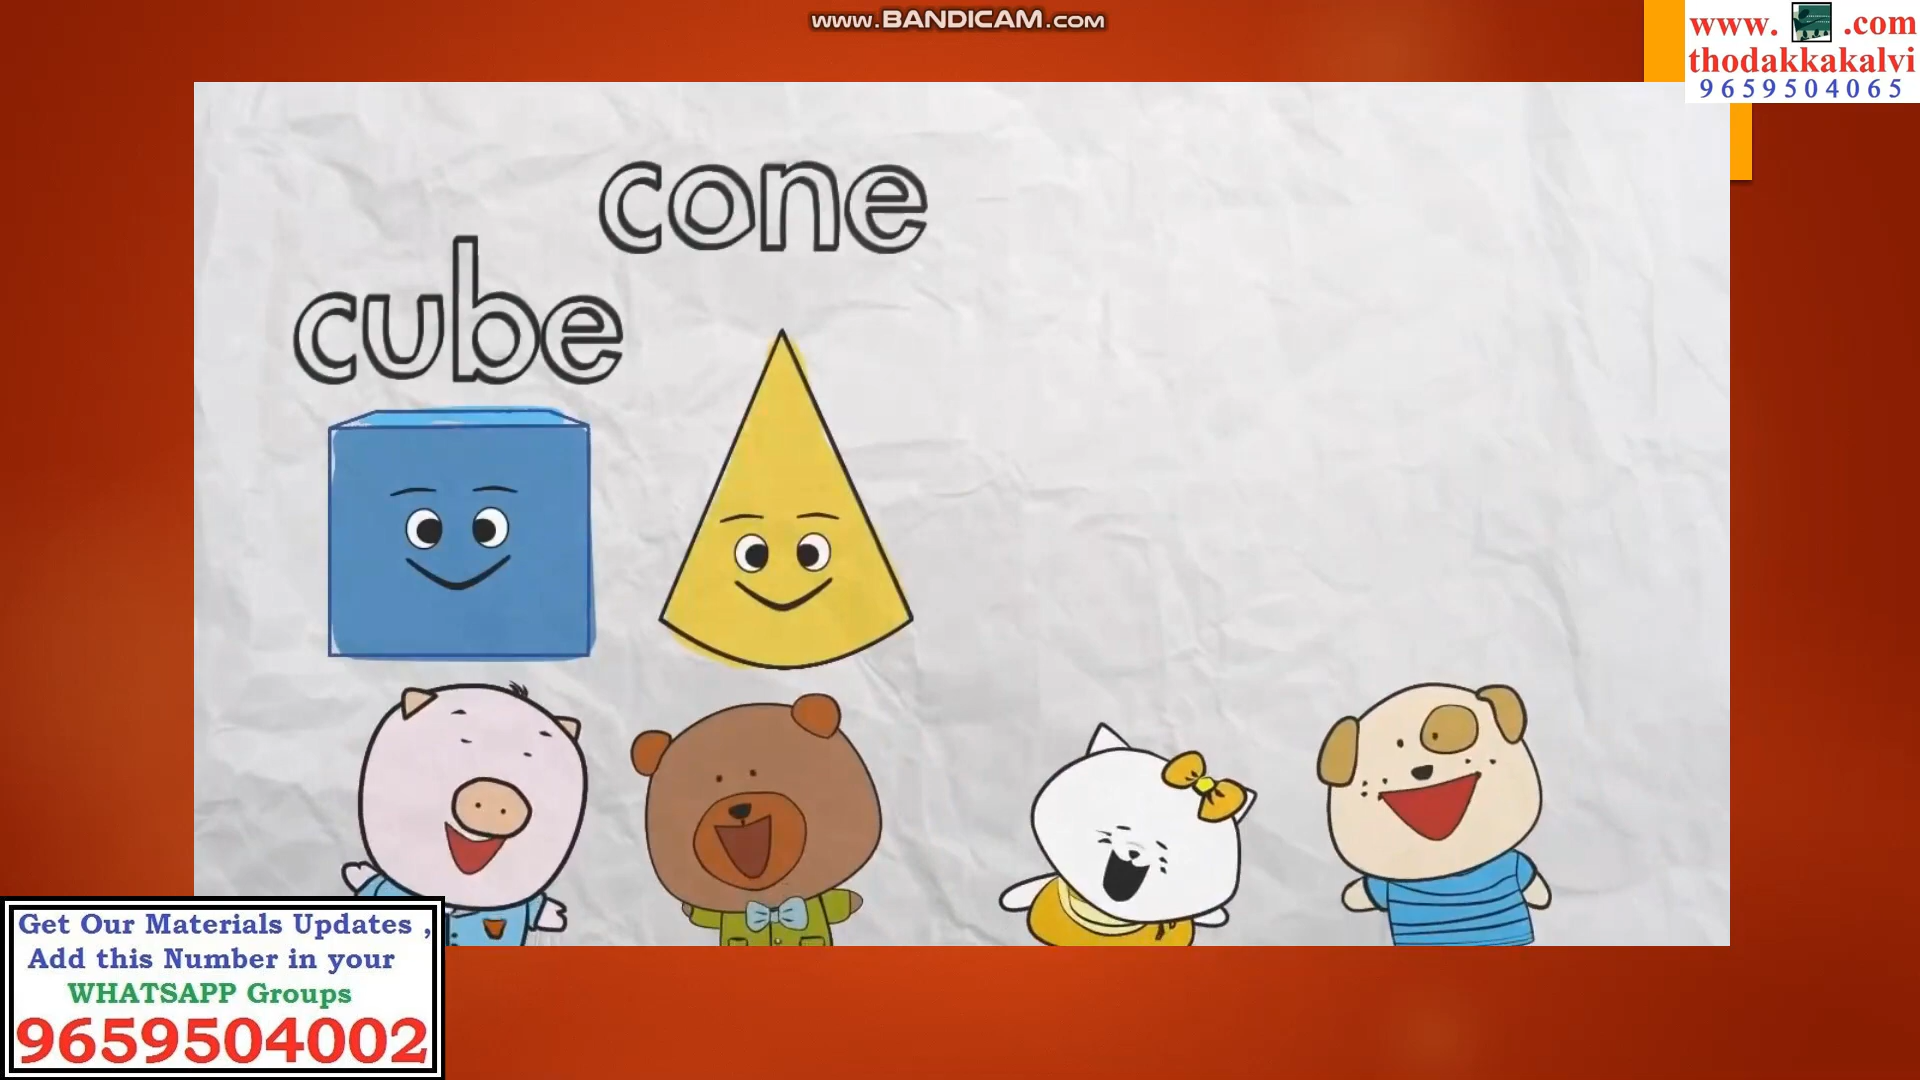 www.BANDICAM.com
www. .com
thodakkakalvi
9659504065
cone
cube
Get Our Materials Updates ,
Add this Number in your
WHATSAPP Groups
9659504002